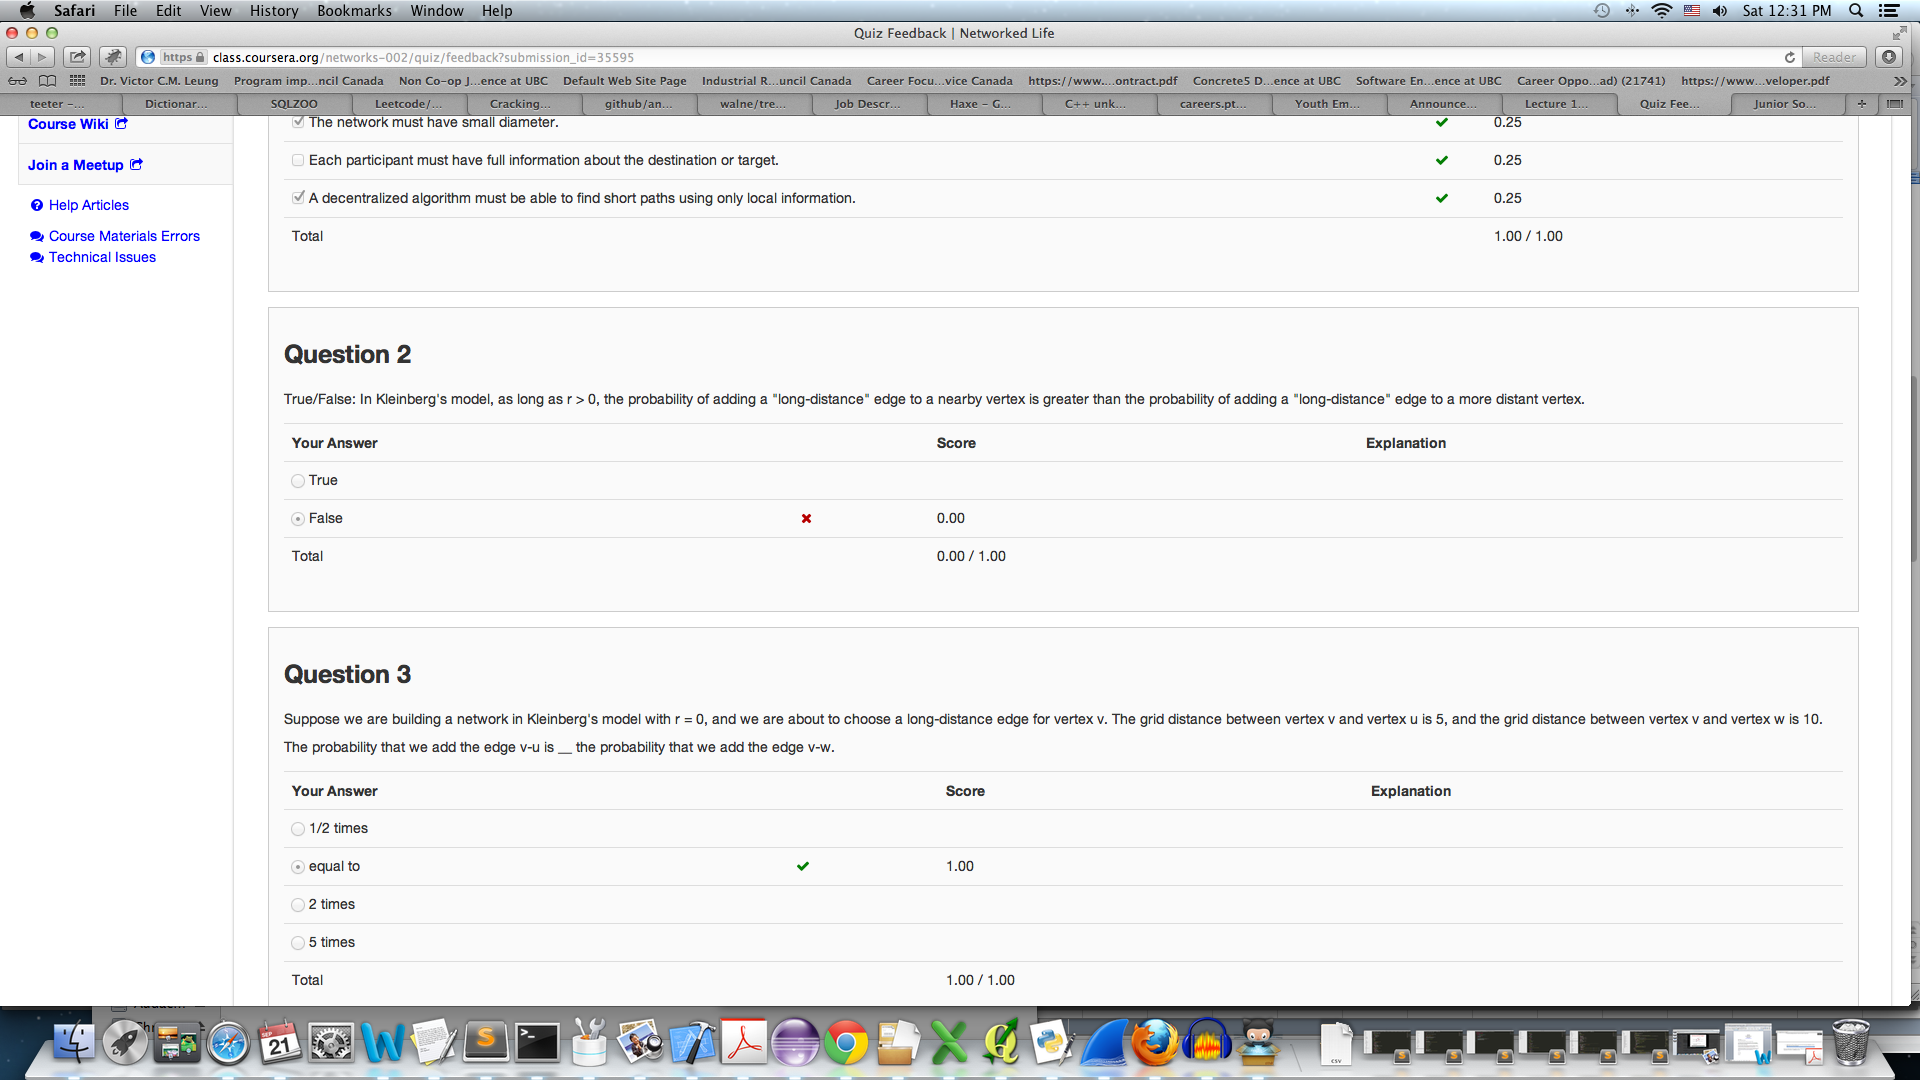 Safari File Edit View History Bookmarks Window Help
Sat 12:31 PM
Quiz Feedback | Networked Life
https class.coursera.org/networks-002/quiz/feedback?submission_id=35595
Reader
Dr. Victor C.M. Leung Program imp...ncil Canada Non Co-op J...ence at UBC Default Web Site Page Industrial R...uncil Canada Career Focu...vice Canada https://www...ontract.pdf Concrete5 D...ence at UBC Software En...ence at UBC Career Oppo...ad) (21741) https://www...veloper.pdf
teeter –... Dictionar... SQLZOO Leetcode/... Cracking... github/an... walne/tre... Job Descr... Haxe – G... C++ unk... careers.pt... Youth Em... Announce... Lecture 1... Quiz Fee... Junior So...
Course Wiki
Join a Meetup
Help Articles
Course Materials Errors
Technical Issues
The network must have small diameter. 0.25
Each participant must have full information about the destination or target. 0.25
A decentralized algorithm must be able to find short paths using only local information. 0.25
Total 1.00 / 1.00
Question 2
True/False: In Kleinberg's model, as long as r > 0, the probability of adding a "long-distance" edge to a nearby vertex is greater than the probability of adding a "long-distance" edge to a more distant vertex.
Your Answer Score Explanation
True
False 0.00
Total 0.00 / 1.00
Question 3
Suppose we are building a network in Kleinberg's model with r = 0, and we are about to choose a long-distance edge for vertex v. The grid distance between vertex v and vertex u is 5, and the grid distance between vertex v and vertex w is 10.
The probability that we add the edge v-u is __ the probability that we add the edge v-w.
Your Answer Score Explanation
1/2 times
equal to 1.00
2 times
5 times
Total 1.00 / 1.00
SEP
21
CSV